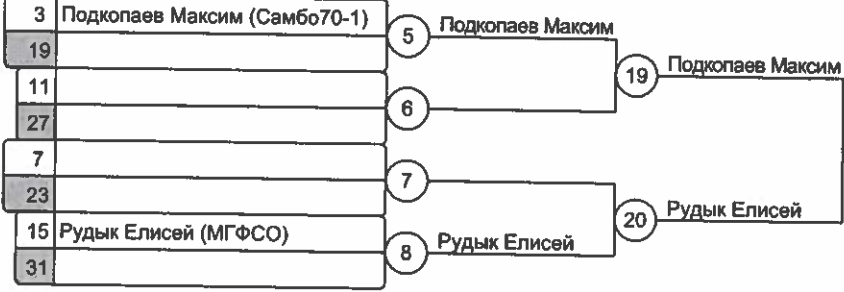 3 Подкопаев Максим (Самбо70-1)
5 Подкопаев Максим
19
19 Подкопаев Максим
11
6
27
7
7
23
20 Рудык Елисей
15 Рудык Елисей (МГФСО)
8 Рудык Елисей
31